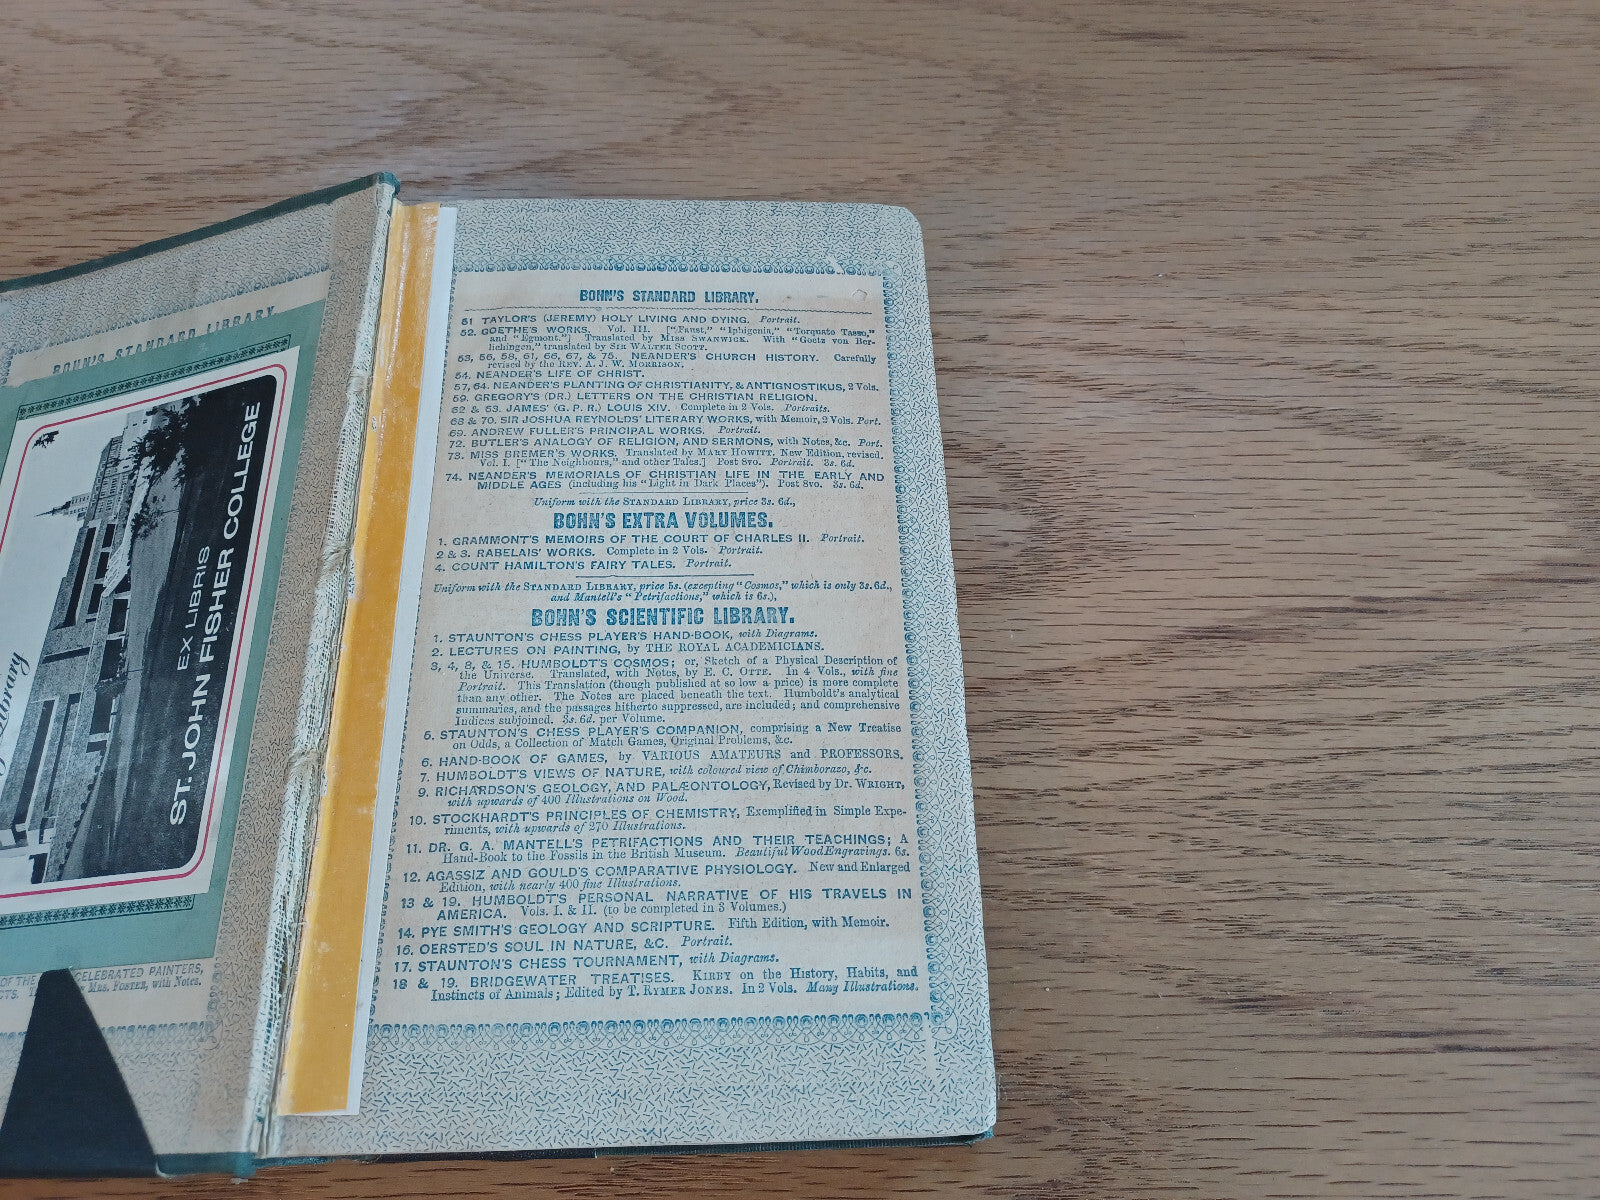 BOHN'S STANDARD LIBRARY
EX LIBRIS
ST. JOHN FISHER COLLEGE
OF THE CELEBRATED PAINTERS,
MRS. FOSTER, with Notes.
BOHN'S STANDARD LIBRARY.
51 TAYLOR'S (JEREMY) HOLY LIVING AND DYING. Portrait.
52. GOETHE'S WORKS. Vol. III. ["Faust," "Iphigenia," "Torquato Tasso,"
and "Egmont."] Translated by MISS SWANWICK. With "Goetz von Ber-
lichingen," translated by SIR WALTER SCOTT.
53, 56, 58, 61, 66, 67, & 75. NEANDER'S CHURCH HISTORY. Carefully
revised by the REV. A. J. W. MORRISON.
54. NEANDER'S LIFE OF CHRIST.
57, 64. NEANDER'S PLANTING OF CHRISTIANITY, & ANTIGNOSTIKUS, 2 Vols.
59. GREGORY'S (DR.) LETTERS ON THE CHRISTIAN RELIGION.
62 & 63. JAMES' (G. P. R.) LOUIS XIV. Complete in 2 Vols. Portraits.
68 & 70. SIR JOSHUA REYNOLDS' LITERARY WORKS, with Memoir, 2 Vols. Port.
69. ANDREW FULLER'S PRINCIPAL WORKS. Portrait.
72. BUTLER'S ANALOGY OF RELIGION, AND SERMONS, with Notes, &c. Port.
73. MISS BREMER'S WORKS. Translated by MARY HOWITT. New Edition, revised.
Vol. I. ["The Neighbours," and other Tales.] Post 8vo. Portrait. 3s. 6d.
74. NEANDER'S MEMORIALS OF CHRISTIAN LIFE IN THE EARLY AND
MIDDLE AGES (including his "Light in Dark Places"). Post 8vo. 3s. 6d.
Uniform with the STANDARD LIBRARY, price 3s. 6d.,
BOHN'S EXTRA VOLUMES.
1. GRAMMONT'S MEMOIRS OF THE COURT OF CHARLES II. Portrait.
2 & 3. RABELAIS' WORKS. Complete in 2 Vols. Portrait.
4. COUNT HAMILTON'S FAIRY TALES. Portrait.
Uniform with the STANDARD LIBRARY, price 5s. (excepting "Cosmos," which is only 3s. 6d.,
and Mantell's "Petrifactions," which is 6s.),
BOHN'S SCIENTIFIC LIBRARY.
1. STAUNTON'S CHESS PLAYER'S HAND-BOOK, with Diagrams.
2. LECTURES ON PAINTING, by THE ROYAL ACADEMICIANS.
3, 4, 8, & 15. HUMBOLDT'S COSMOS; or, Sketch of a Physical Description of
the Universe. Translated, with Notes, by E. C. OTTE. In 4 Vols., with fine
Portrait. This Translation (though published at so low a price) is more complete
than any other. The Notes are placed beneath the text. Humboldt's analytical
summaries, and the passages hitherto suppressed, are included; and comprehensive
Indices subjoined. 3s. 6d. per Volume.
5. STAUNTON'S CHESS PLAYER'S COMPANION, comprising a New Treatise
on Odds, a Collection of Match Games, Original Problems, &c.
6. HAND-BOOK OF GAMES, by VARIOUS AMATEURS and PROFESSORS.
7. HUMBOLDT'S VIEWS OF NATURE, with coloured view of Chimborazo, &c.
9. RICHARDSON'S GEOLOGY, AND PALÆONTOLOGY, Revised by Dr. WRIGHT,
with upwards of 400 Illustrations on Wood.
10. STOCKHARDT'S PRINCIPLES OF CHEMISTRY, Exemplified in Simple Expe-
riments, with upwards of 270 Illustrations.
11. DR. G. A. MANTELL'S PETRIFACTIONS AND THEIR TEACHINGS; A
Hand-Book to the Fossils in the British Museum. Beautiful Wood Engravings. 6s.
12. AGASSIZ AND GOULD'S COMPARATIVE PHYSIOLOGY. New and Enlarged
Edition, with nearly 400 fine Illustrations.
13 & 19. HUMBOLDT'S PERSONAL NARRATIVE OF HIS TRAVELS IN
AMERICA. Vols. I. & II. (to be completed in 3 Volumes.)
14. PYE SMITH'S GEOLOGY AND SCRIPTURE. Fifth Edition, with Memoir.
16. OERSTED'S SOUL IN NATURE, &C. Portrait.
17. STAUNTON'S CHESS TOURNAMENT, with Diagrams.
18 & 19. BRIDGEWATER TREATISES. KIRBY on the History, Habits, and
Instincts of Animals; Edited by T. RYMER JONES. In 2 Vols. Many Illustrations.